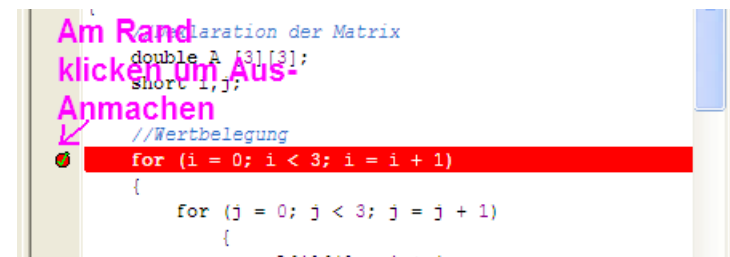 {
Am Rand
//Deklaration der Matrix
double A [3][3];
klicken um Aus-
short i,j;
Anmachen
//Wertbelegung
for (i = 0; i < 3; i = i + 1)
{
for (j = 0; j < 3; j = j + 1)
{